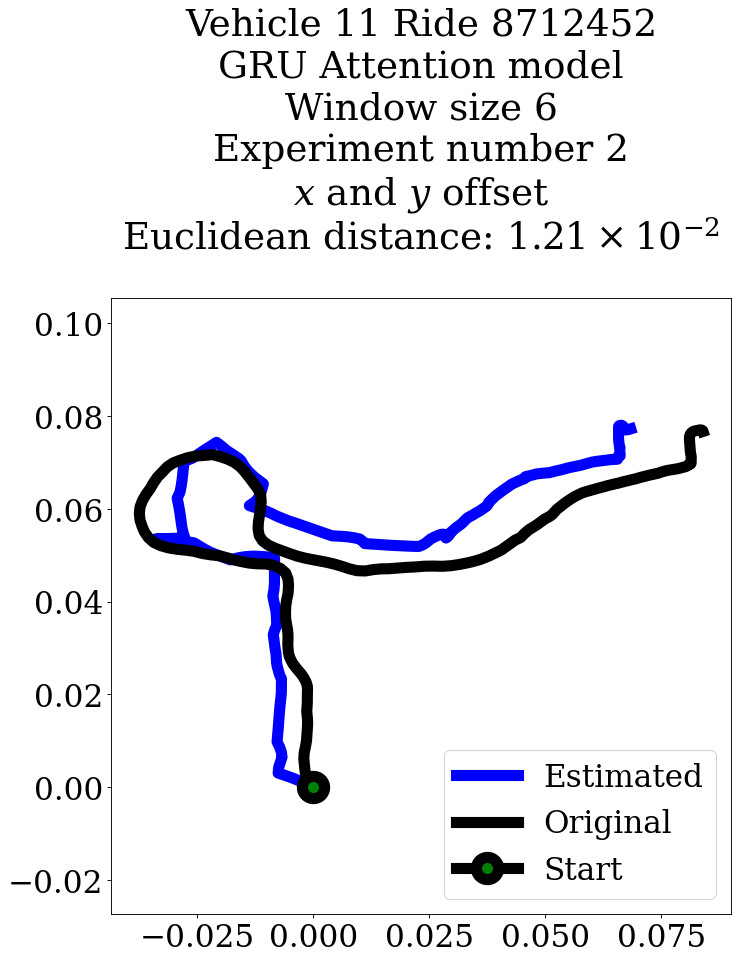 Vehicle 11 Ride 8712452
GRU Attention model
Window size 6
Experiment number 2
x and y offset
Euclidean distance: 1.21 × 10⁻²
0.10
0.08
0.06
0.04
0.02
0.00
−0.02
−0.025 0.000 0.025 0.050 0.075
Estimated
Original
Start